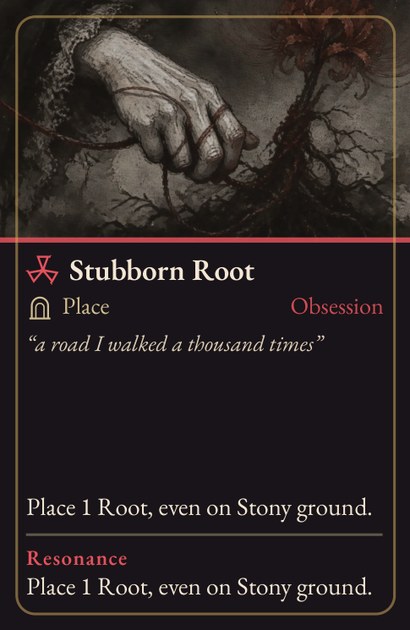 Stubborn Root
Place
Obsession
“a road I walked a thousand times”
Place 1 Root, even on Stony ground.
Resonance
Place 1 Root, even on Stony ground.